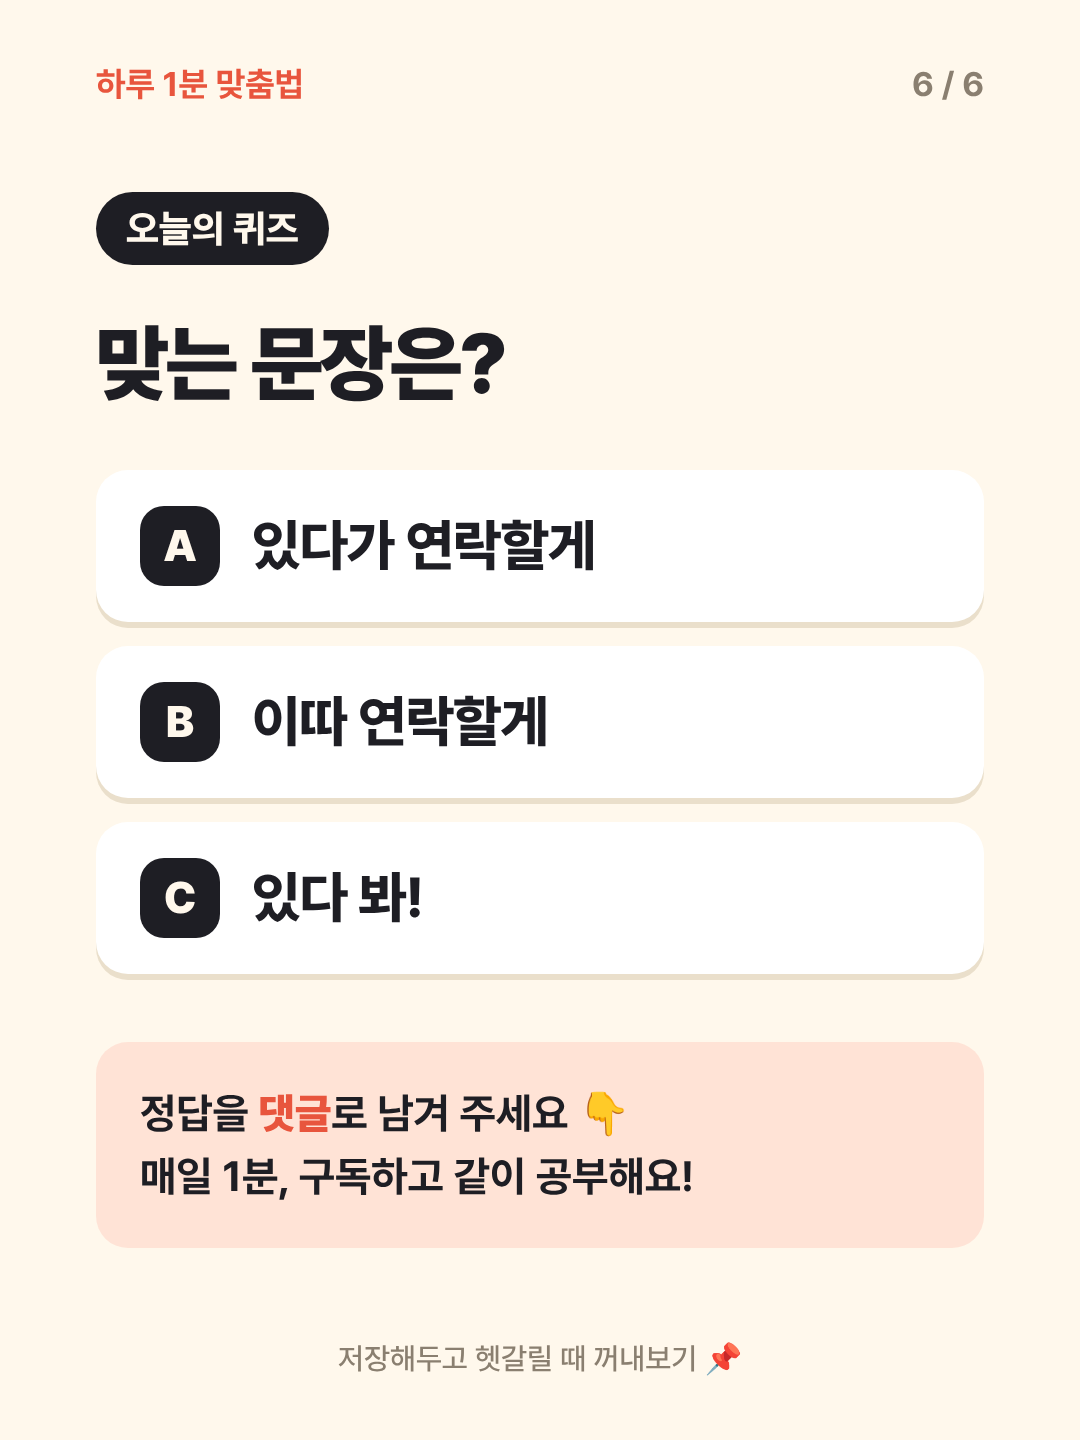 하루 1분 맞춤법
6 / 6
오늘의 퀴즈
맞는 문장은?
A 있다가 연락할게
B 이따 연락할게
C 있다 봐!
정답을 댓글로 남겨 주세요 👇
매일 1분, 구독하고 같이 공부해요!
저장해두고 헷갈릴 때 꺼내보기 📌